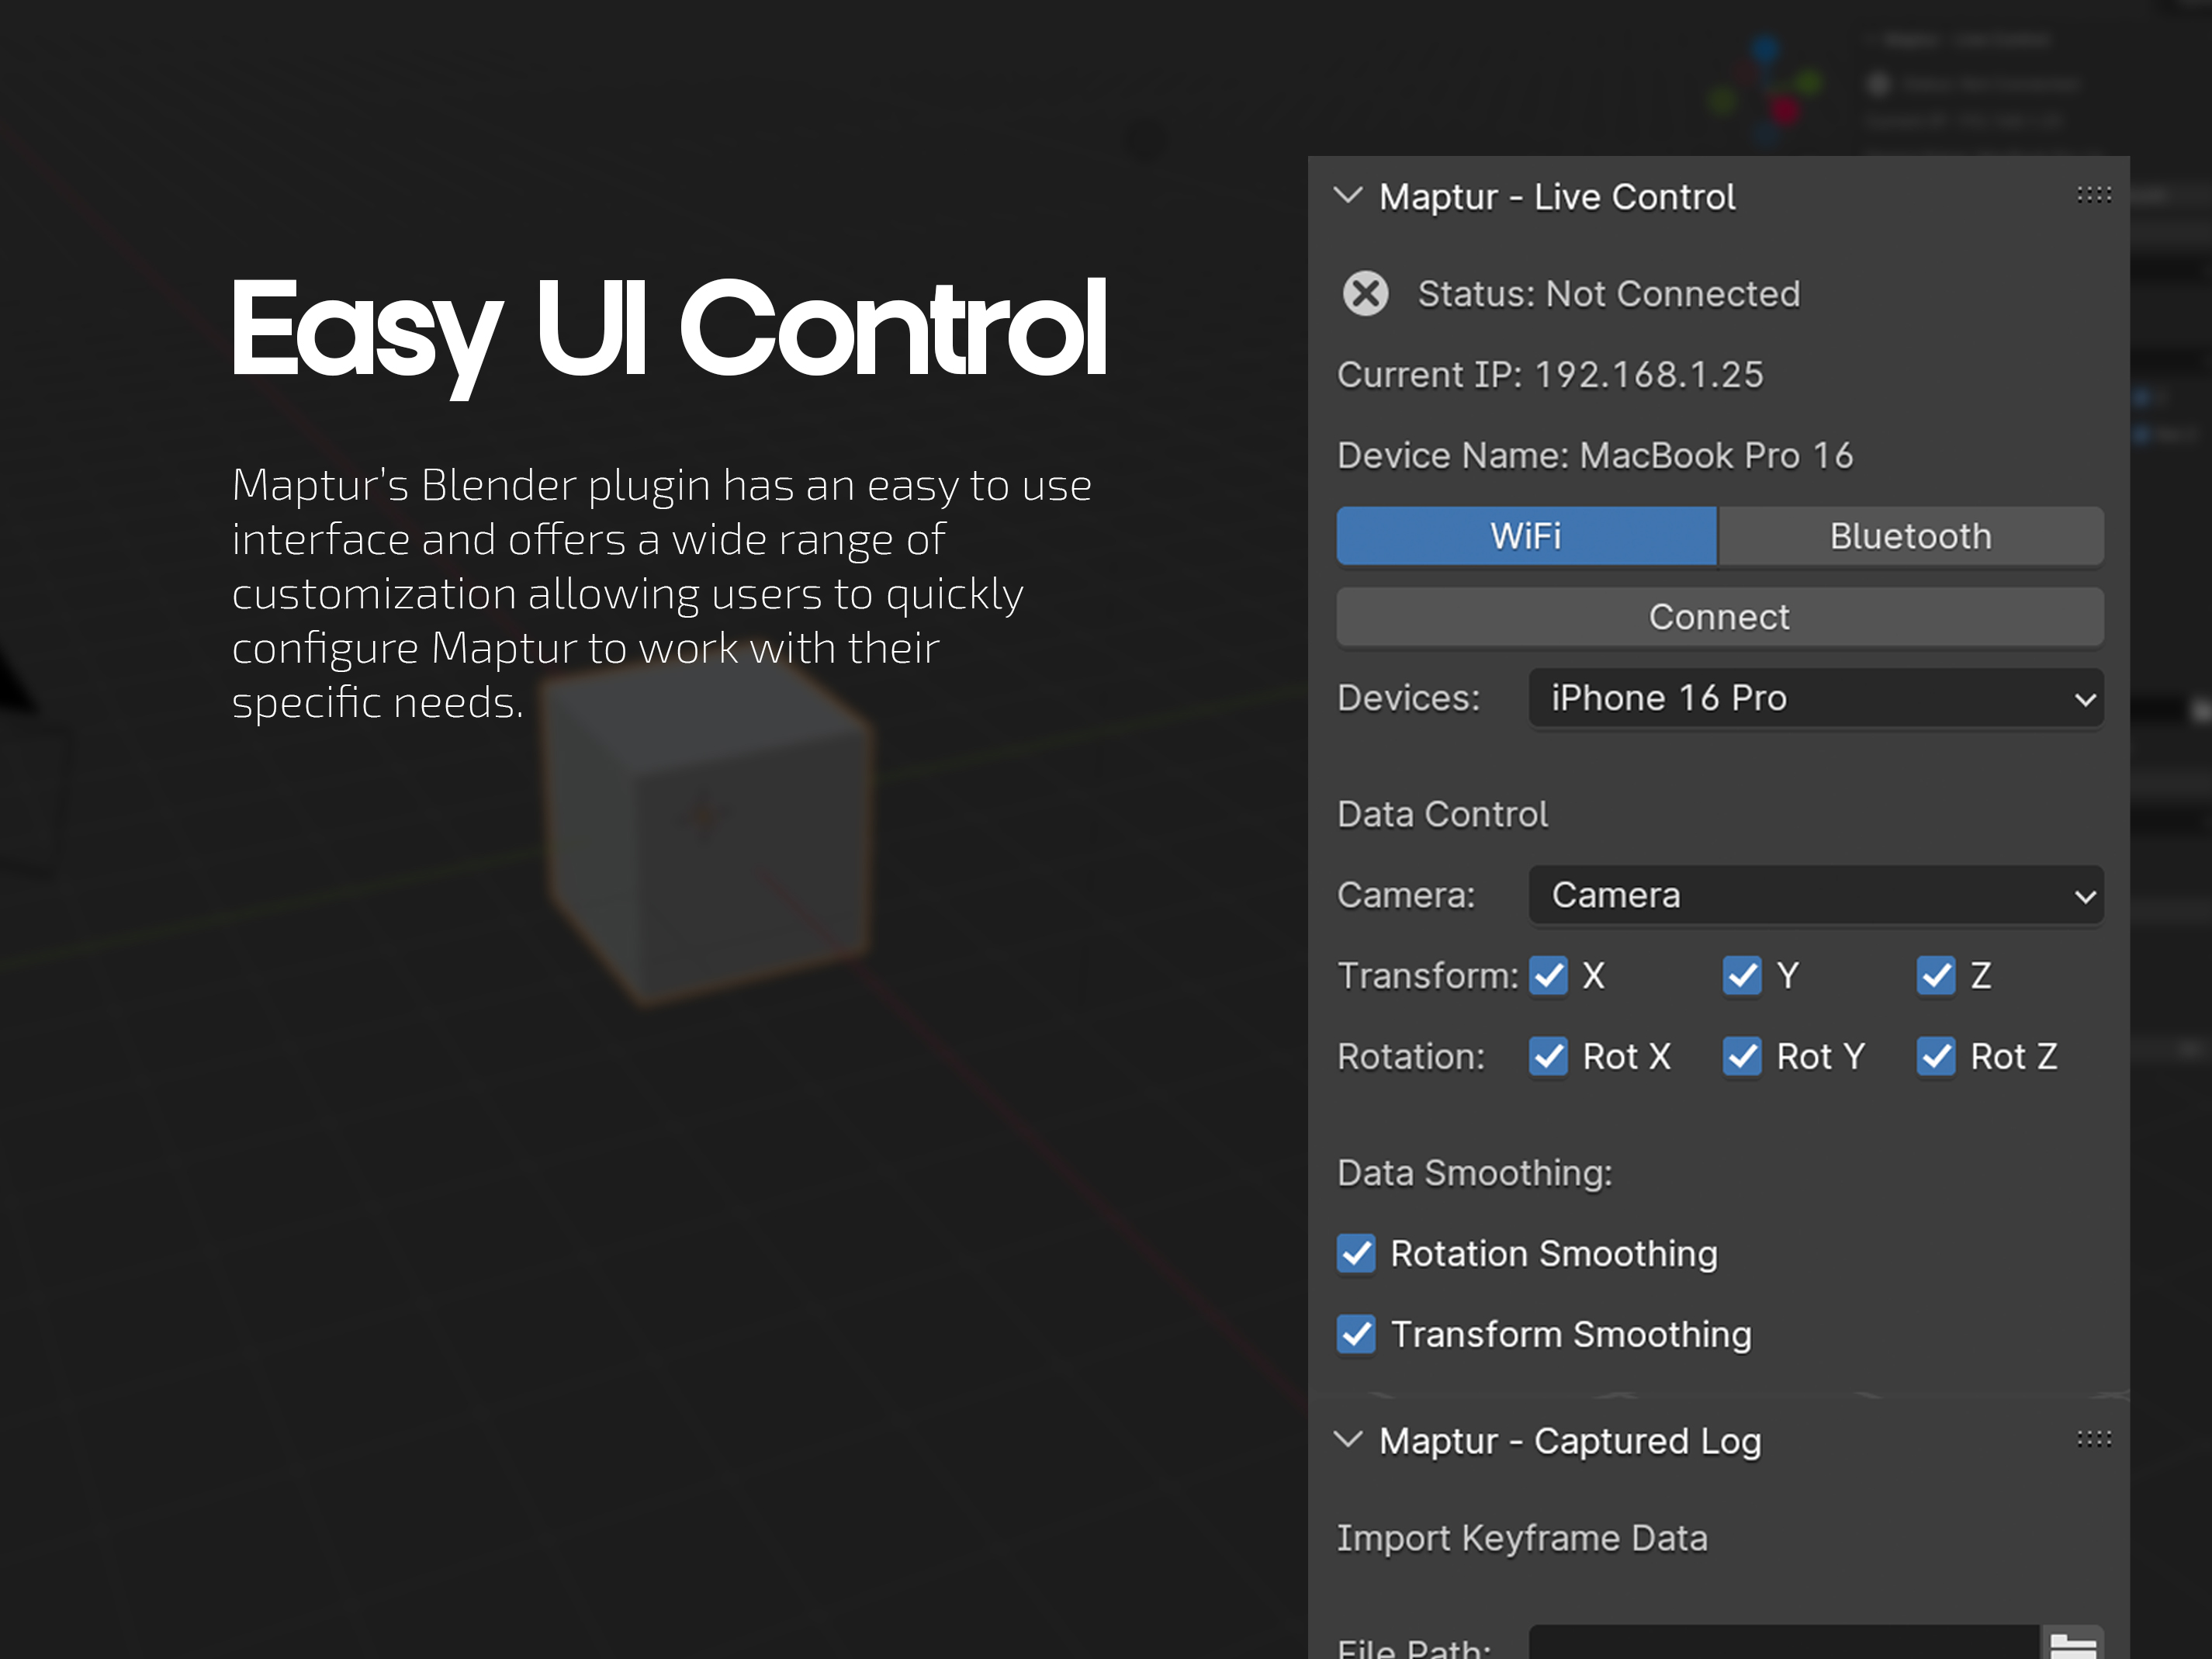 Easy UI Control
Maptur’s Blender plugin has an easy to use
interface and offers a wide range of
customization allowing users to quickly
configure Maptur to work with their
specific needs.
Maptur - Live Control
Status: Not Connected
Current IP: 192.168.1.25
Device Name: MacBook Pro 16
WiFi Bluetooth
Connect
Devices: iPhone 16 Pro
Data Control
Camera: Camera
Transform: X Y Z
Rotation: Rot X Rot Y Rot Z
Data Smoothing:
Rotation Smoothing
Transform Smoothing
Maptur - Captured Log
Import Keyframe Data
File Path: